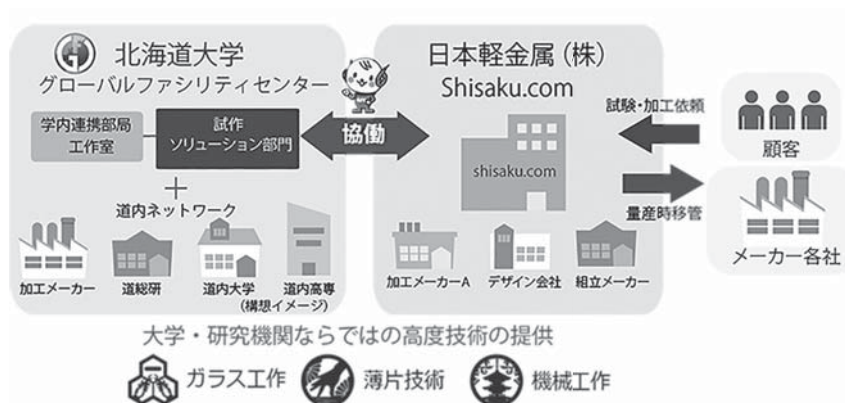 北海道大学
グローバルファシリティセンター
学内連携部局
工作室
試作
ソリューション部門
+
道内ネットワーク
加工メーカー
道総研
道内大学
道内高専
(構想イメージ)
協働
日本軽金属(株)
Shisaku.com
shisaku.com
加工メーカーA
デザイン会社
組立メーカー
試験・加工依頼
顧客
量産時移管
メーカー各社
大学・研究機関ならではの高度技術の提供
ガラス工作
薄片技術
機械工作